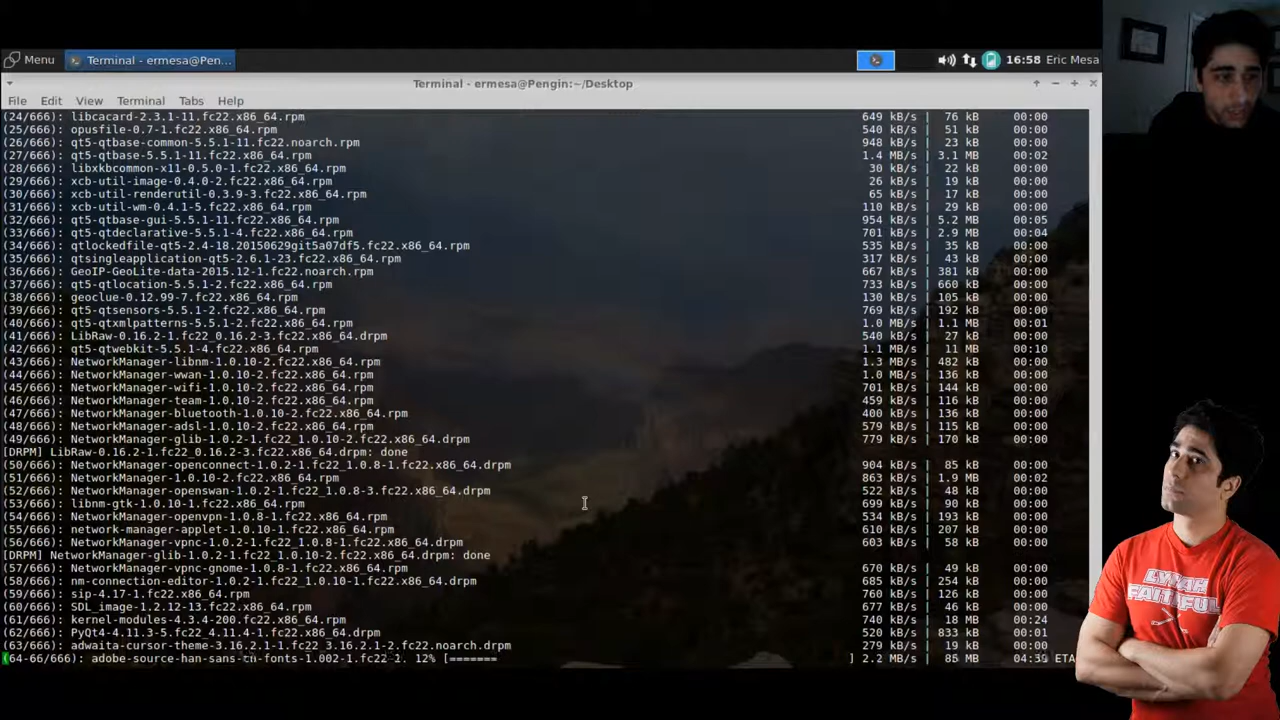 Menu Terminal - ermesa@Pen... 16:58 Eric Mesa
Terminal - ermesa@Pengin:~/Desktop
File Edit View Terminal Tabs Help
(24/666): libcacard-2.3.1-11.fc22.x86_64.rpm 649 kB/s | 76 kB 00:00
(25/666): opusfile-0.7-1.fc22.x86_64.rpm 540 kB/s | 51 kB 00:00
(26/666): qt5-qtbase-common-5.5.1-11.fc22.noarch.rpm 948 kB/s | 23 kB 00:00
(27/666): qt5-qtbase-5.5.1-11.fc22.x86_64.rpm 1.4 MB/s | 3.1 MB 00:02
(28/666): libxkbcommon-x11-0.5.0-1.fc22.x86_64.rpm 30 kB/s | 22 kB 00:00
(29/666): xcb-util-image-0.4.0-2.fc22.x86_64.rpm 26 kB/s | 19 kB 00:00
(30/666): xcb-util-renderutil-0.3.9-3.fc22.x86_64.rpm 65 kB/s | 17 kB 00:00
(31/666): xcb-util-wm-0.4.1-5.fc22.x86_64.rpm 110 kB/s | 29 kB 00:00
(32/666): qt5-qtbase-gui-5.5.1-11.fc22.x86_64.rpm 954 kB/s | 5.2 MB 00:05
(33/666): qt5-qtdeclarative-5.5.1-4.fc22.x86_64.rpm 701 kB/s | 2.9 MB 00:04
(34/666): qtlockedfile-qt5-2.4-18.20150629git5a07df5.fc22.x86_64.rpm 535 kB/s | 35 kB 00:00
(35/666): qtsingleapplication-qt5-2.6.1-23.fc22.x86_64.rpm 317 kB/s | 43 kB 00:00
(36/666): GeoIP-GeoLite-data-2015.12-1.fc22.noarch.rpm 667 kB/s | 381 kB 00:00
(37/666): qt5-qtlocation-5.5.1-2.fc22.x86_64.rpm 733 kB/s | 660 kB 00:00
(38/666): geoclue-0.12.99-7.fc22.x86_64.rpm 130 kB/s | 105 kB 00:00
(39/666): qt5-qtsensors-5.5.1-2.fc22.x86_64.rpm 769 kB/s | 192 kB 00:00
(40/666): qt5-qtxmlpatterns-5.5.1-2.fc22.x86_64.rpm 1.0 MB/s | 1.1 MB 00:01
(41/666): LibRaw-0.16.2-1.fc22_0.16.2-3.fc22.x86_64.drpm 540 kB/s | 27 kB 00:00
(42/666): qt5-qtwebkit-5.5.1-4.fc22.x86_64.rpm 1.1 MB/s | 11 MB 00:10
(43/666): NetworkManager-libnm-1.0.10-2.fc22.x86_64.rpm 1.3 MB/s | 482 kB 00:00
(44/666): NetworkManager-wwan-1.0.10-2.fc22.x86_64.rpm 1.0 MB/s | 136 kB 00:00
(45/666): NetworkManager-wifi-1.0.10-2.fc22.x86_64.rpm 701 kB/s | 144 kB 00:00
(46/666): NetworkManager-team-1.0.10-2.fc22.x86_64.rpm 459 kB/s | 116 kB 00:00
(47/666): NetworkManager-bluetooth-1.0.10-2.fc22.x86_64.rpm 400 kB/s | 136 kB 00:00
(48/666): NetworkManager-adsl-1.0.10-2.fc22.x86_64.rpm 579 kB/s | 115 kB 00:00
(49/666): NetworkManager-glib-1.0.2-1.fc22_1.0.10-2.fc22.x86_64.drpm 779 kB/s | 170 kB 00:00
[DRPM] LibRaw-0.16.2-1.fc22_0.16.2-3.fc22.x86_64.drpm: done
(50/666): NetworkManager-openconnect-1.0.2-1.fc22_1.0.8-1.fc22.x86_64.drpm 904 kB/s | 85 kB 00:00
(51/666): NetworkManager-1.0.10-2.fc22.x86_64.rpm 863 kB/s | 1.9 MB 00:02
(52/666): NetworkManager-openswan-1.0.2-1.fc22_1.0.8-3.fc22.x86_64.drpm 522 kB/s | 48 kB 00:00
(53/666): libnm-gtk-1.0.10-1.fc22.x86_64.rpm 699 kB/s | 90 kB 00:00
(54/666): NetworkManager-openvpn-1.0.8-1.fc22.x86_64.rpm 534 kB/s | 193 kB 00:00
(55/666): network-manager-applet-1.0.10-1.fc22.x86_64.rpm 610 kB/s | 207 kB 00:00
(56/666): NetworkManager-vpnc-1.0.2-1.fc22_1.0.8-1.fc22.x86_64.drpm 603 kB/s | 58 kB 00:00
[DRPM] NetworkManager-glib-1.0.2-1.fc22_1.0.10-2.fc22.x86_64.drpm: done
(57/666): NetworkManager-vpnc-gnome-1.0.8-1.fc22.x86_64.rpm 670 kB/s | 49 kB 00:00
(58/666): nm-connection-editor-1.0.2-1.fc22_1.0.10-1.fc22.x86_64.drpm 685 kB/s | 254 kB 00:00
(59/666): sip-4.17-1.fc22.x86_64.rpm 760 kB/s | 126 kB 00:00
(60/666): SDL_image-1.2.12-13.fc22.x86_64.rpm 677 kB/s | 46 kB 00:00
(61/666): kernel-modules-4.3.4-200.fc22.x86_64.rpm 740 kB/s | 18 MB 00:24
(62/666): PyQt4-4.11.3-5.fc22_4.11.4-1.fc22.x86_64.drpm 520 kB/s | 833 kB 00:01
(63/666): adwaita-cursor-theme-3.16.2.1-1.fc22_3.16.2.1-2.fc22.noarch.drpm 279 kB/s | 19 kB 00:00
(64-66/666): adobe-source-han-sans-cn-fonts-1.002-1.fc22-2. 12% [======= ] 2.2 MB/s | 85 MB 04:39 ETA
FAITHFUL